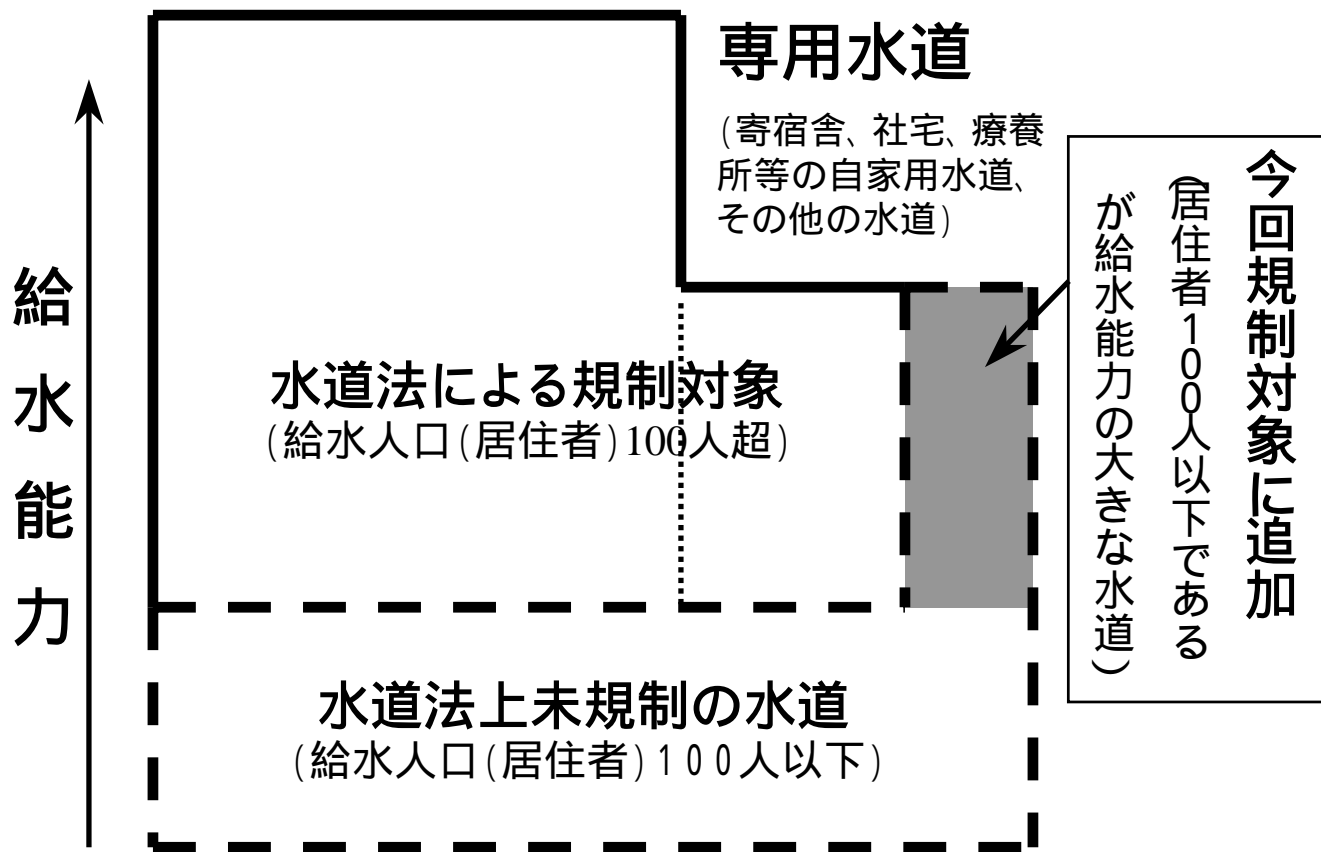 専用水道
(寄宿舎、社宅、療養
所等の自家用水道、
その他の水道)
今回規制対象に追加
(居住者100人以下である
が給水能力の大きな水道)
給水能力
水道法による規制対象
(給水人口(居住者)100人超)
水道法上未規制の水道
(給水人口(居住者)100人以下)